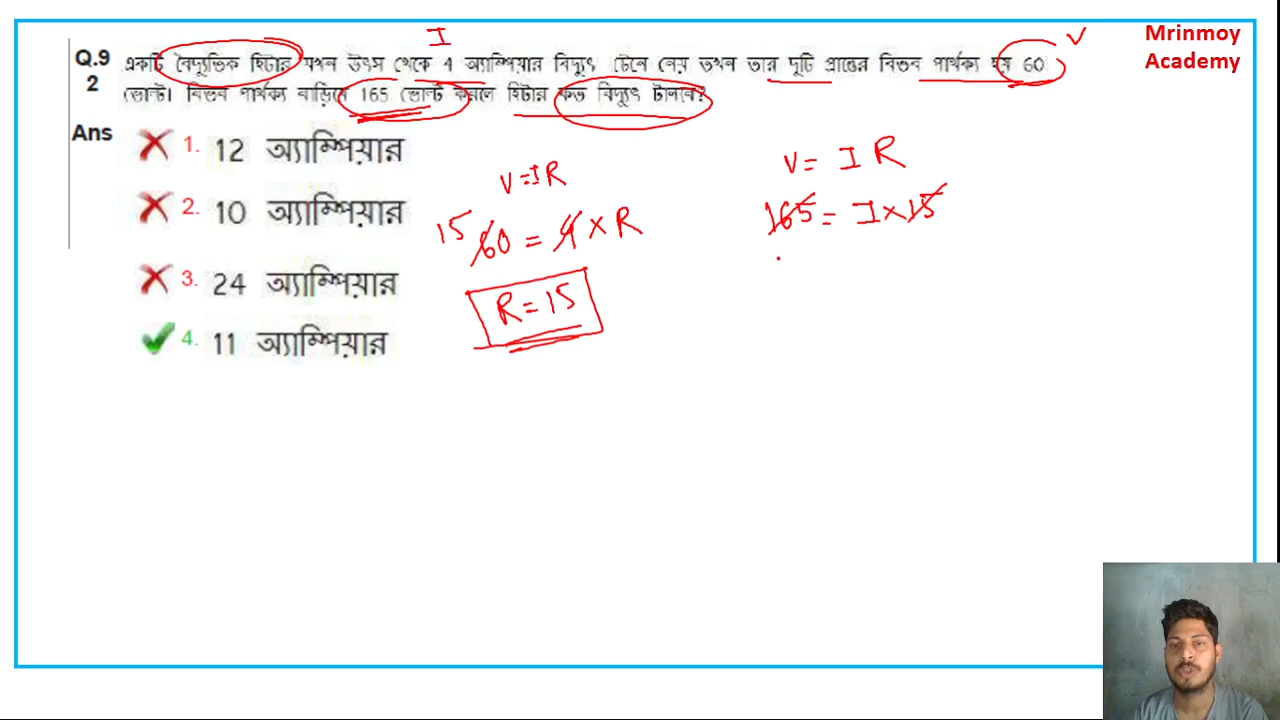 Mrinmoy
Academy
I
V
Q.9
2
একটি বৈদ্যুতিক হিটার যখন উৎস থেকে 4 অ্যাম্পিয়ার বিদ্যুৎ টেনে নেয় তখন তার দুটি প্রান্তের বিভব পার্থক্য হয় 60
ভোল্ট। বিভব পার্থক্য বাড়িয়ে 165 ভোল্ট করলে হিটার কত বিদ্যুৎ টানবে?
Ans
1. 12 অ্যাম্পিয়ার
2. 10 অ্যাম্পিয়ার
3. 24 অ্যাম্পিয়ার
4. 11 অ্যাম্পিয়ার
V=IR
15 60 = 4 × R
R = 15
V = I R
165 = I × 15